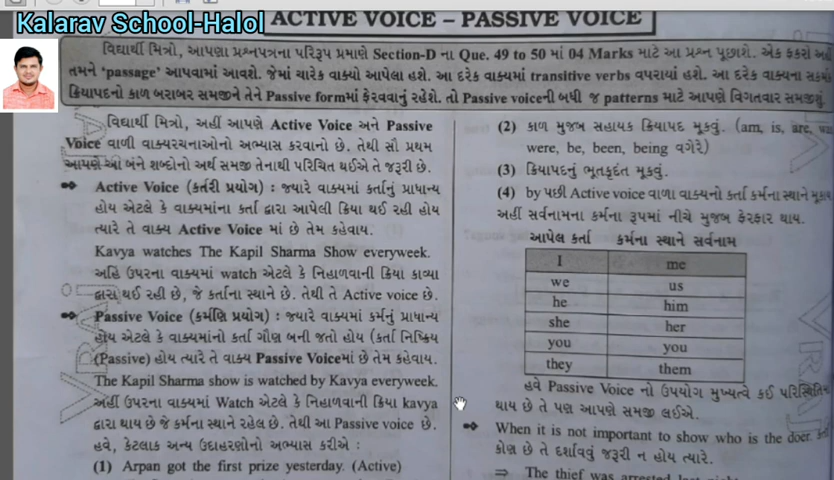 Kalarav School-Halol
ACTIVE VOICE – PASSIVE VOICE
વિદ્યાર્થી મિત્રો, આપણા પ્રશ્નપત્રના પરિરૂપ પ્રમાણે Section-D ના Que. 49 to 50 માં 04 Marks માટે આ પ્રશ્ન પૂછાશે. એક ફકરો
તમને 'passage' આપવામાં આવશે. જેમાં ચારેક વાક્યો આપેલા હશે. આ દરેક વાક્યમાં transitive verbs વપરાયાં હશે. આ દરેક વાક્યના
ક્રિયાપદનો કાળ બરાબર સમજીને તેને Passive formમાં ફેરવવાનું રહેશે. તો Passive voiceની બધી જ patterns માટે આપણે વિગતવાર સમજીશું.
વિદ્યાર્થી મિત્રો, અહીં આપણે Active Voice અને Passive
Voice વાળી વાક્યરચનાઓનો અભ્યાસ કરવાનો છે. તેથી સૌ પ્રથમ
આપણે આ બંને શબ્દોનો અર્થ સમજી તેનાથી પરિચિત થઈએ તે જરૂરી છે.
➾ Active Voice (કર્તરી પ્રયોગ) : જ્યારે વાક્યમાં કર્તાનું પ્રાધાન્ય
હોય એટલે કે વાક્યમાંના કર્તા દ્વારા આપેલી ક્રિયા થઈ રહી હોય
ત્યારે તે વાક્ય Active Voice માં છે તેમ કહેવાય.
Kavya watches The Kapil Sharma Show everyweek.
અહિ ઉપરના વાક્યમાં watch એટલે કે નિહાળવાની ક્રિયા કાવ્યા
દ્વારા થઈ રહી છે, જે કર્તાના સ્થાને છે. તેથી તે Active voice છે.
➾ Passive Voice (કર્મણિ પ્રયોગ) : જ્યારે વાક્યમાં કર્મનું પ્રાધાન્ય
હોય એટલે કે વાક્યમાંનો કર્તા ગૌણ બની જતો હોય (કર્તા નિષ્ક્રિય
(Passive) હોય ત્યારે તે વાક્ય Passive Voiceમાં છે તેમ કહેવાય.
The Kapil Sharma show is watched by Kavya everyweek.
અહીં ઉપરના વાક્યમાં Watch એટલે કે નિહાળવાની ક્રિયા kavya
દ્વારા થાય છે જે કર્મના સ્થાને રહેલ છે. તેથી આ Passive voice છે.
હવે, કેટલાક અન્ય ઉદાહરણોનો અભ્યાસ કરીએ :
(1) Arpan got the first prize yesterday. (Active)
(2) કાળ મુજબ સહાયક ક્રિયાપદ મૂકવું. (am, is, are,
were, be, been, being વગેરે)
(3) ક્રિયાપદનું ભૂતકૃદંત મૂકવું.
(4) by પછી Active voice વાળા વાક્યનો કર્તા કર્મના સ્થાને
અહીં સર્વનામના કર્મના રૂપમાં નીચે મુજબ ફેરફાર થાય.
આપેલ કર્તા કર્મના સ્થાને સર્વનામ
I me
we us
he him
she her
you you
they them
હવે Passive Voice નો ઉપયોગ મુખ્યત્વે કઈ
થાય છે તે પણ આપણે સમજી લઈએ.
➾ When it is not important to show who is the doer.
કોણ છે તે દર્શાવવું જરૂરી ન હોય ત્યારે.
⇒ The thief was arrested last night